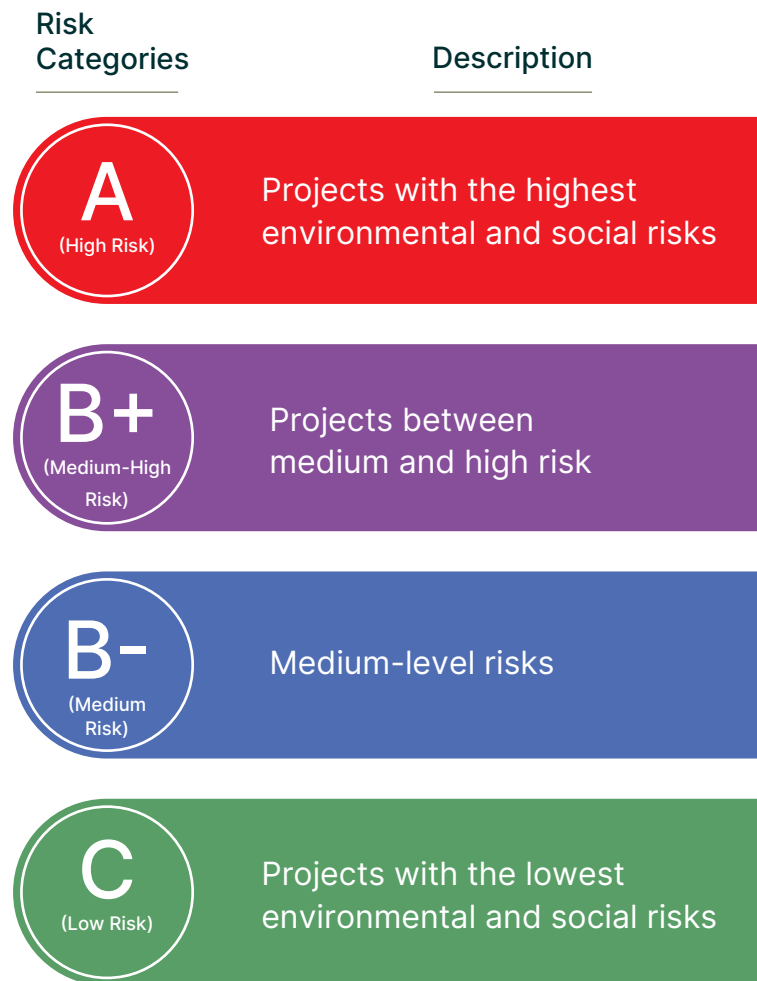 Risk
Categories
Description
A
(High Risk)
Projects with the highest
environmental and social risks
B+
(Medium-High
Risk)
Projects between
medium and high risk
B-
(Medium
Risk)
Medium-level risks
C
(Low Risk)
Projects with the lowest
environmental and social risks